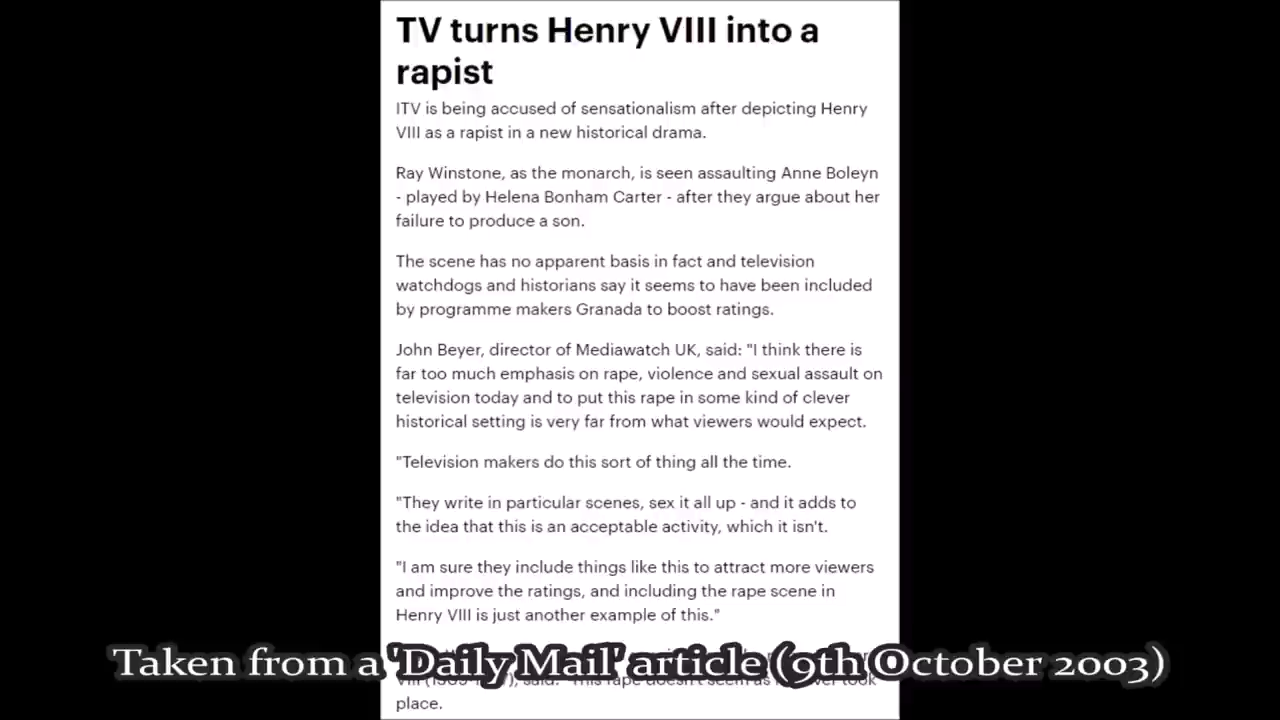 TV turns Henry VIII into a
rapist
ITV is being accused of sensationalism after depicting Henry
VIII as a rapist in a new historical drama.
Ray Winstone, as the monarch, is seen assaulting Anne Boleyn
- played by Helena Bonham Carter - after they argue about her
failure to produce a son.
The scene has no apparent basis in fact and television
watchdogs and historians say it seems to have been included
by programme makers Granada to boost ratings.
John Beyer, director of Mediawatch UK, said: "I think there is
far too much emphasis on rape, violence and sexual assault on
television today and to put this rape in some kind of clever
historical setting is very far from what viewers would expect.
"Television makers do this sort of thing all the time.
"They write in particular scenes, sex it all up - and it adds to
the idea that this is an acceptable activity, which it isn't.
"I am sure they include things like this to attract more viewers
and improve the ratings, and including the rape scene in
Henry VIII is just another example of this."
Taken from a 'Daily Mail' article (9th October 2003)
said: "This rape doesn't seem took
place.